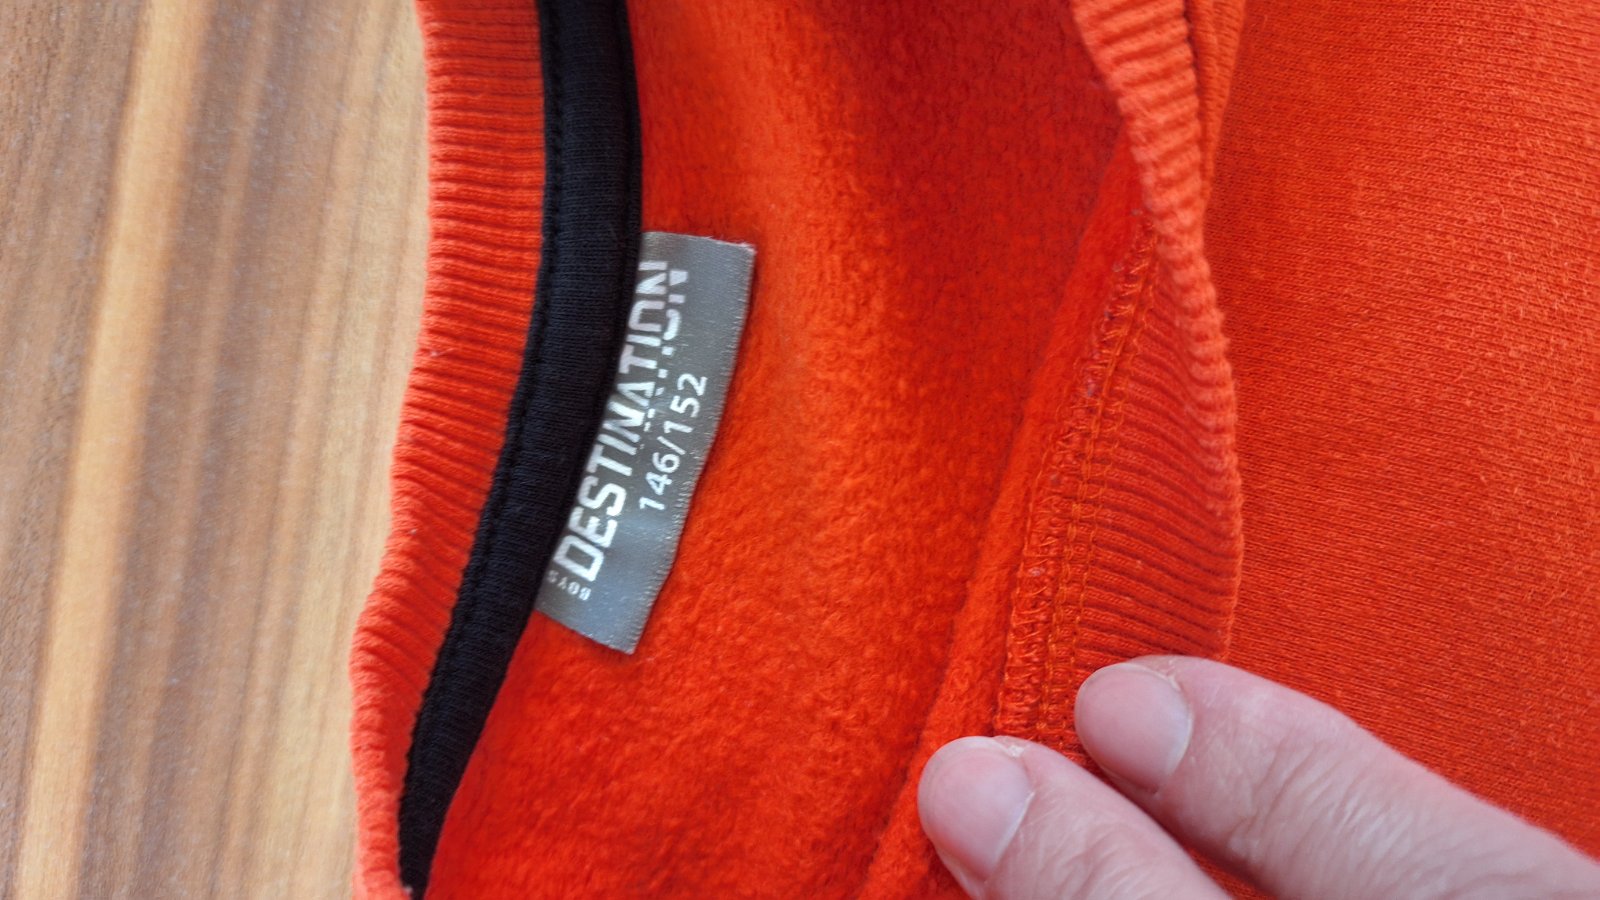 BOYS
DESTINATION
146/152